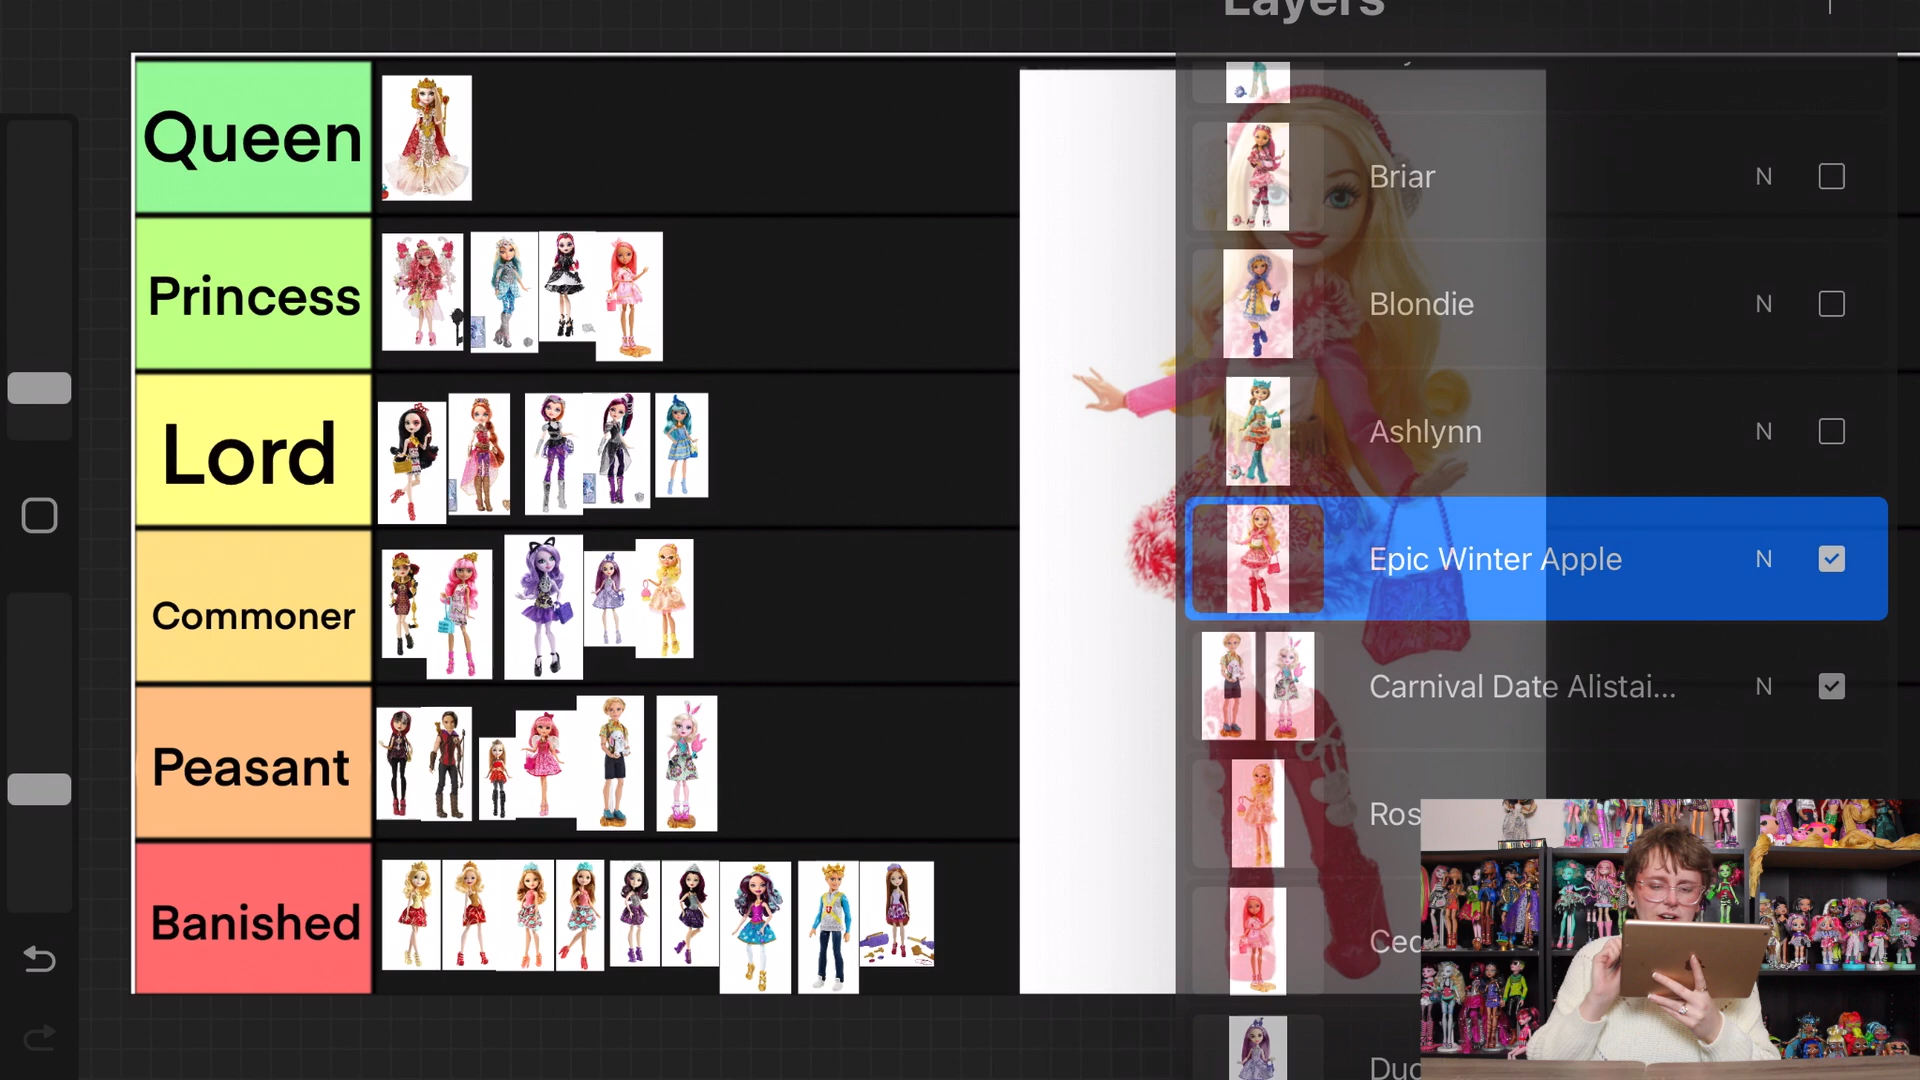 Layers
Queen
Princess
Lord
Commoner
Peasant
Banished
Briar N
Blondie N
Ashlynn N
Epic Winter Apple N
Carnival Date Alistai... N
Ros
Ced
Duc